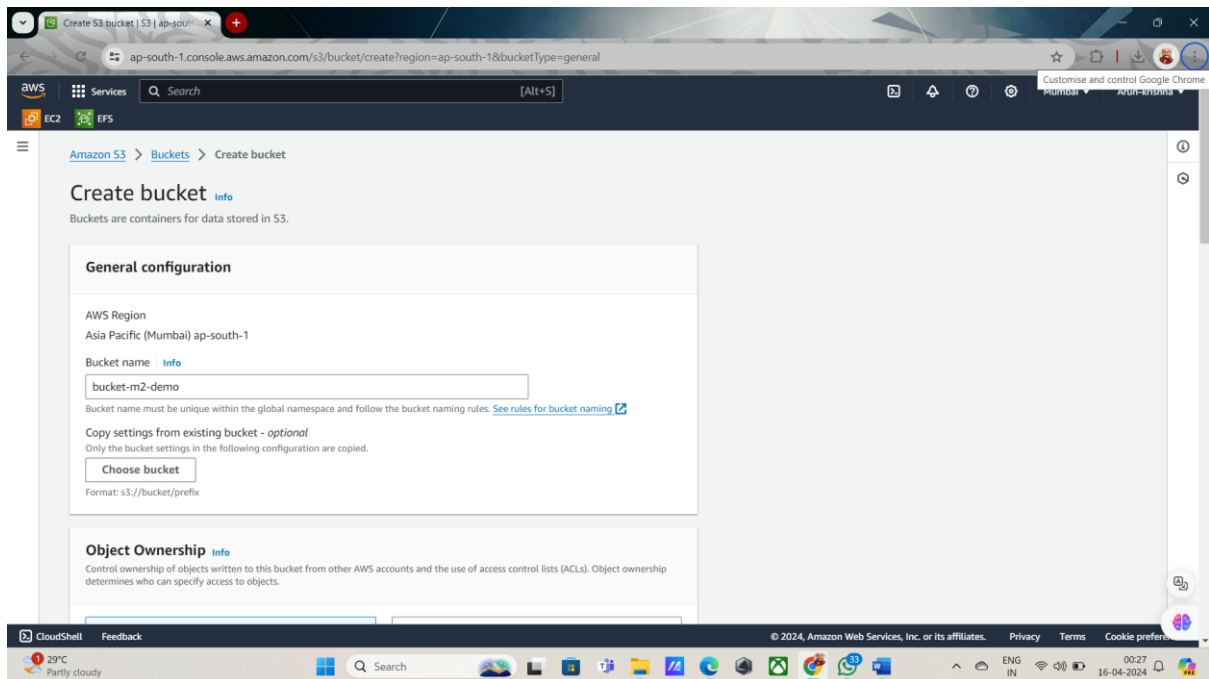 Create S3 bucket | S3 | ap-sout
ap-south-1.console.aws.amazon.com/s3/bucket/create?region=ap-south-1&bucketType=general
Customise and control Google Chrome
aws
Services
Search
[Alt+S]
Mumbai
Arun-krishna
EC2
EFS
Amazon S3 > Buckets > Create bucket
Create bucket Info
Buckets are containers for data stored in S3.
General configuration
AWS Region
Asia Pacific (Mumbai) ap-south-1
Bucket name Info
bucket-m2-demo
Bucket name must be unique within the global namespace and follow the bucket naming rules. See rules for bucket naming
Copy settings from existing bucket - optional
Only the bucket settings in the following configuration are copied.
Choose bucket
Format: s3://bucket/prefix
Object Ownership Info
Control ownership of objects written to this bucket from other AWS accounts and the use of access control lists (ACLs). Object ownership
determines who can specify access to objects.
CloudShell Feedback
© 2024, Amazon Web Services, Inc. or its affiliates. Privacy Terms Cookie prefere
1
29°C
Partly cloudy
Search
33
ENG
IN
00:27
16-04-2024